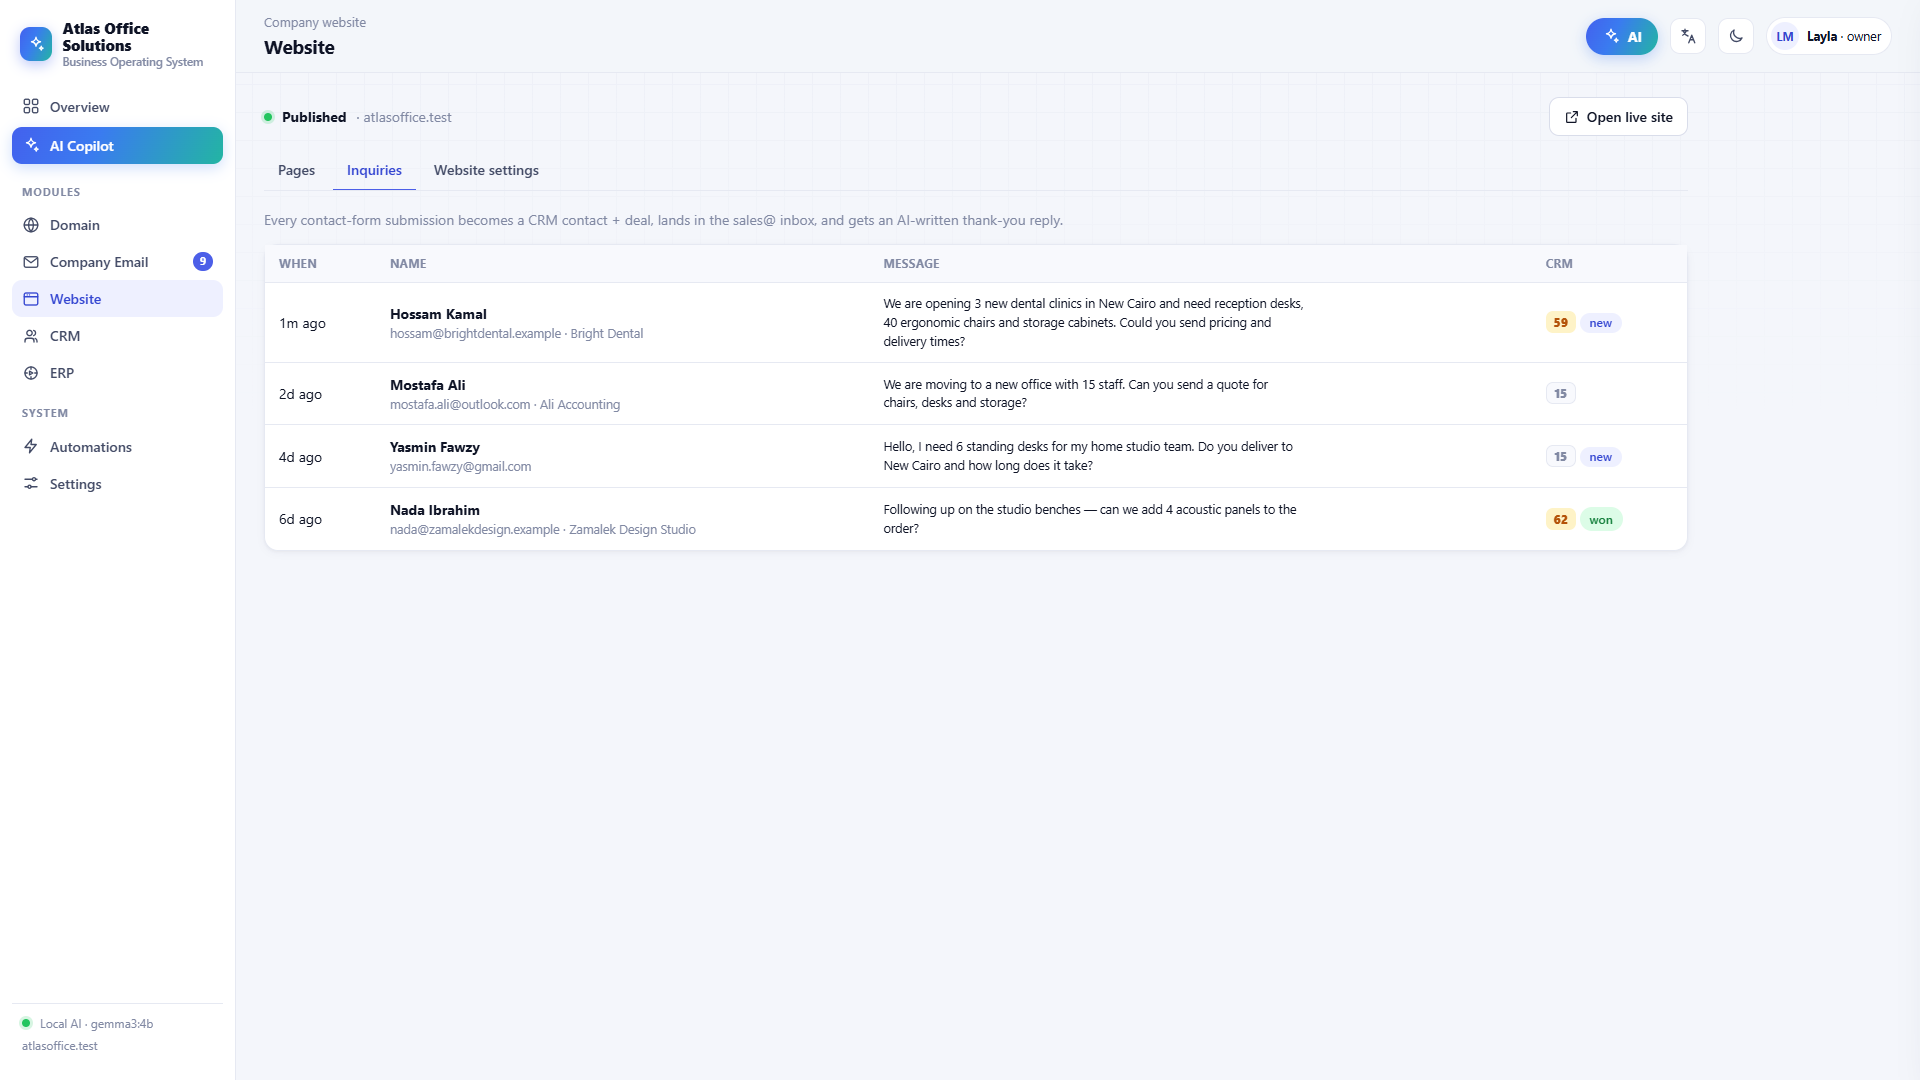 Atlas Office
Solutions
Business Operating System
Overview
AI Copilot
MODULES
Domain
Company Email 9
Website
CRM
ERP
SYSTEM
Automations
Settings
Local AI · gemma3:4b
atlasoffice.test
Company website
Website
AI
LM Layla · owner
Published · atlasoffice.test
Open live site
Pages Inquiries Website settings
Every contact-form submission becomes a CRM contact + deal, lands in the sales@ inbox, and gets an AI-written thank-you reply.
WHEN NAME MESSAGE CRM
1m ago
Hossam Kamal
hossam@brightdental.example · Bright Dental
We are opening 3 new dental clinics in New Cairo and need reception desks,
40 ergonomic chairs and storage cabinets. Could you send pricing and
delivery times?
59 new
2d ago
Mostafa Ali
mostafa.ali@outlook.com · Ali Accounting
We are moving to a new office with 15 staff. Can you send a quote for
chairs, desks and storage?
15
4d ago
Yasmin Fawzy
yasmin.fawzy@gmail.com
Hello, I need 6 standing desks for my home studio team. Do you deliver to
New Cairo and how long does it take?
15 new
6d ago
Nada Ibrahim
nada@zamalekdesign.example · Zamalek Design Studio
Following up on the studio benches — can we add 4 acoustic panels to the
order?
62 won